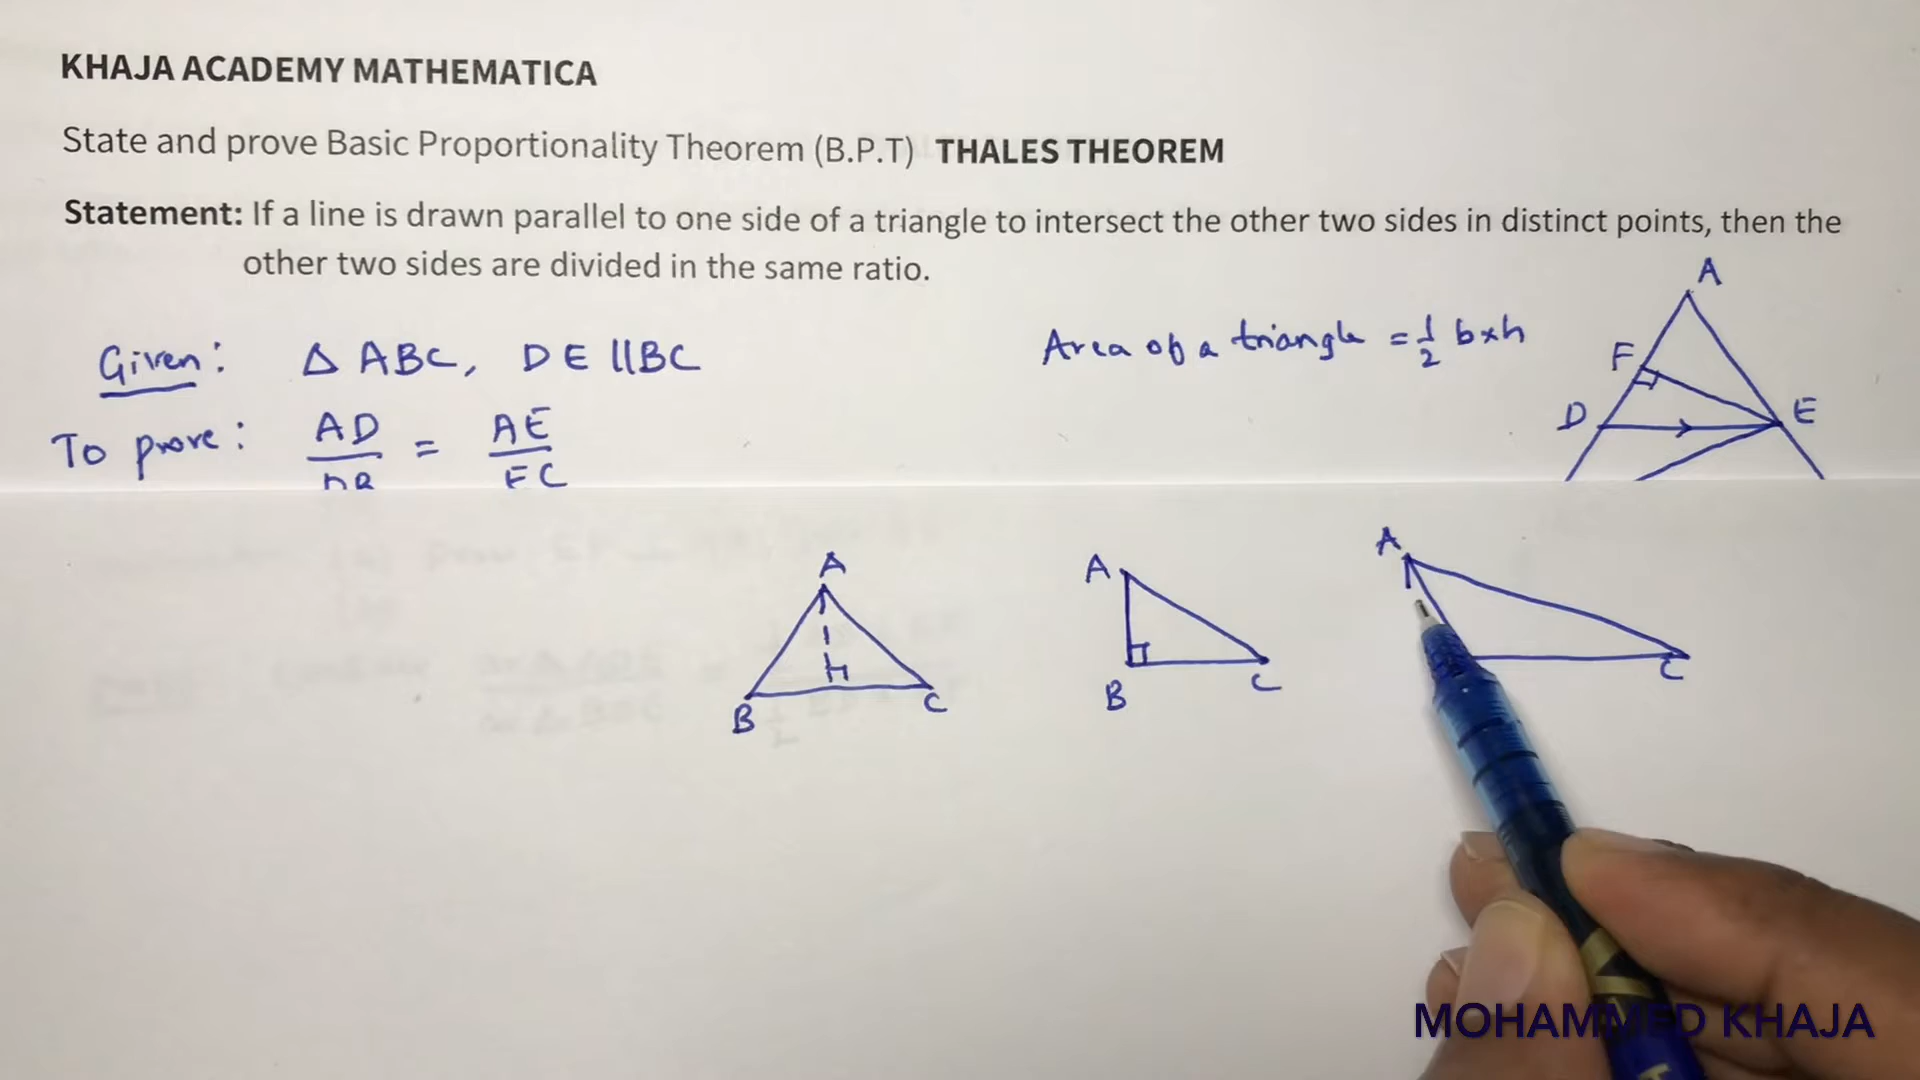 KHAJA ACADEMY MATHEMATICA
State and prove Basic Proportionality Theorem (B.P.T) THALES THEOREM
Statement: If a line is drawn parallel to one side of a triangle to intersect the other two sides in distinct points, then the
other two sides are divided in the same ratio.
Given: Δ ABC, DE ||BC
To prove: AD = AE
EC
Area of a triangle = 1/2 b×h
A
F
D E
A
B C
A
B C
A
C
MOHAMMED KHAJA